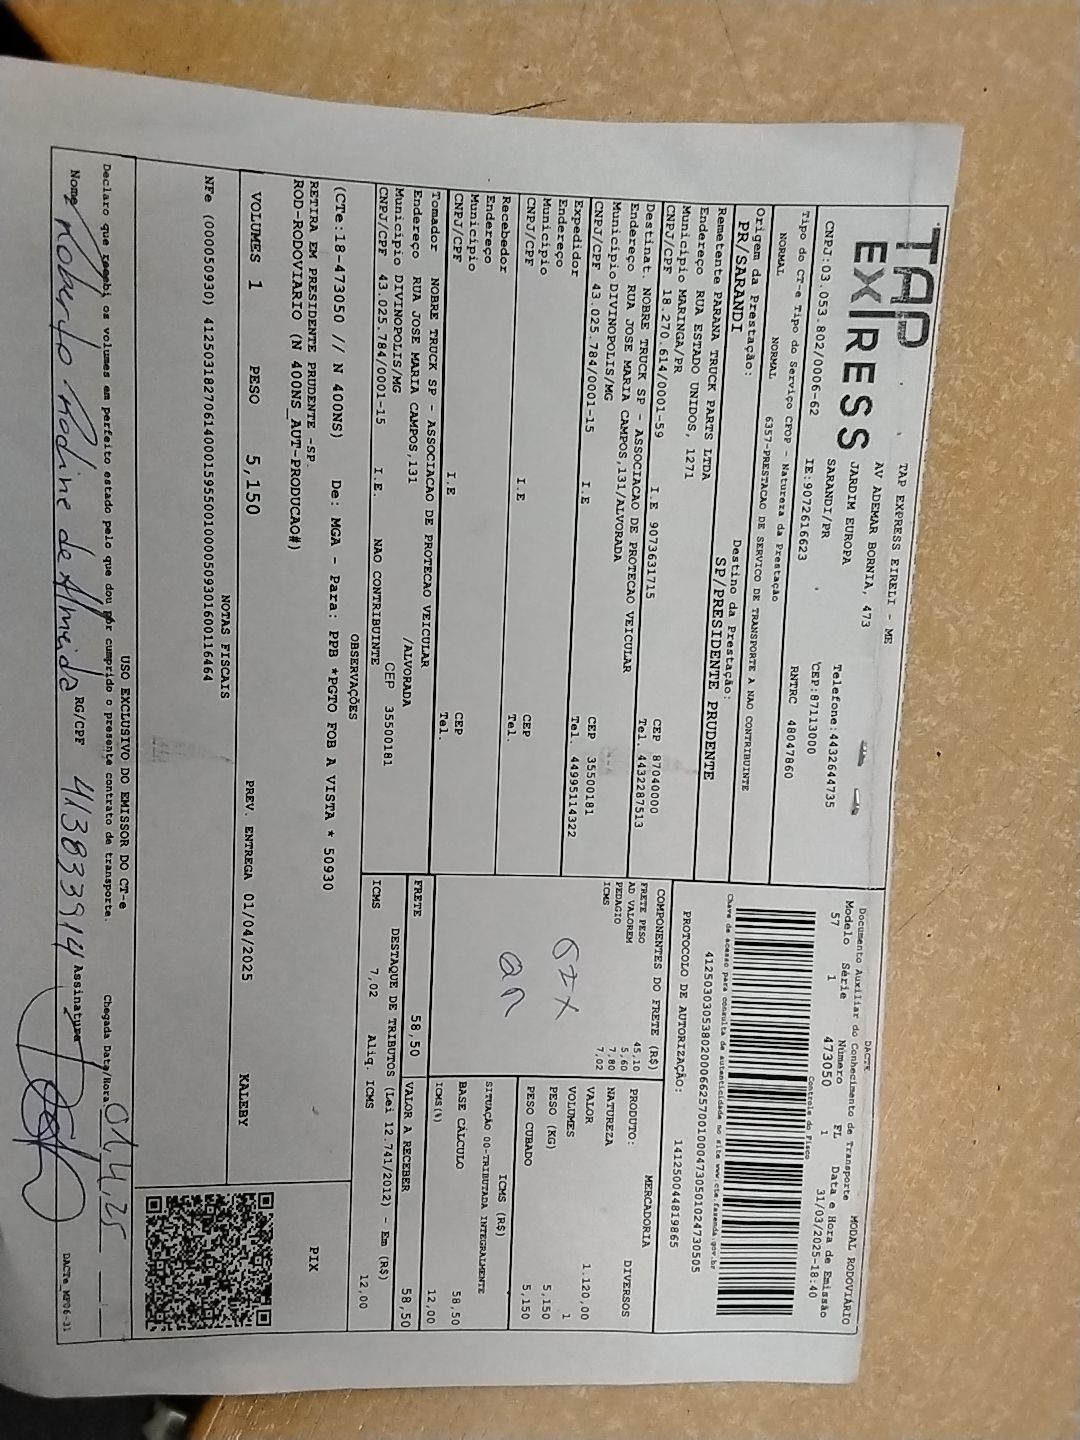 TAP EXPRESS
TAP EXPRESS EIRELI - ME
AV ADEMAR BORNIA, 473
JARDIM EUROPA
SARANDI/PR
Telefone:4432644735
CEP:87113000
CNPJ:03.053.802/0006-62
IE:9072616623
RNTRC 48047860
Tipo do CT-e Tipo do Serviço CFOP - Natureza da Prestação
NORMAL NORMAL 6357-PRESTACAO DE SERVICO DE TRANSPORTE A NAO CONTRIBUINTE
Origem da Prestação:
PR/SARANDI
Destino da Prestação:
SP/PRESIDENTE PRUDENTE
DACTE MODAL RODOVIÁRIO
Documento Auxiliar do Conhecimento de Transporte
Modelo Série Número FL Data e Hora de Emissão
57 1 473050 1 31/03/2025-18:40
Controle do Fisco
Chave de acesso para consulta de autenticidade no site www.cte.fazenda.gov.br
41250303053802000662570010004730501024730505
PROTOCOLO DE AUTORIZAÇÃO: 141250044819865
Remetente PARANA TRUCK PARTS LTDA
Endereço RUA ESTADO UNIDOS, 1271
Município MARINGA/PR CEP 87040000
CNPJ/CPF 18.270.614/0001-59 I.E 9073631715 Tel. 4432287513
Destinat. NOBRE TRUCK SP - ASSOCIACAO DE PROTECAO VEICULAR
Endereço RUA JOSE MARIA CAMPOS,131/ALVORADA
Município DIVINOPOLIS/MG CEP 35500181
CNPJ/CPF 43.025.784/0001-15 I.E Tel. 44995114322
Expedidor
Endereço
Município CEP
CNPJ/CPF I.E Tel.
Recebedor
Endereço
Município CEP
CNPJ/CPF I.E Tel.
Tomador NOBRE TRUCK SP - ASSOCIACAO DE PROTECAO VEICULAR
Endereço RUA JOSE MARIA CAMPOS,131 /ALVORADA
Município DIVINOPOLIS/MG CEP 35500181
CNPJ/CPF 43.025.784/0001-15 I.E. NAO CONTRIBUINTE
COMPONENTES DO FRETE (R$)
FRETE PESO 45,10
AD VALOREM 5,60
PEDAGIO 7,80
ICMS 7,02
PRODUTO: MERCADORIA DIVERSOS
NATUREZA
VALOR 1.120,00
VOLUMES 1
PESO (KG) 5,150
PESO CUBADO 5,150
ICMS (R$)
SITUAÇÃO 00-TRIBUTADA INTEGRALMENTE
BASE CÁLCULO 58,50
ICMS(%) 12,00
FRETE 58,50 VALOR A RECEBER 58,50
DESTAQUE DE TRIBUTOS (Lei 12.741/2012) - Em (R$)
ICMS 7,02 Aliq. ICMS 12,00
OBSERVAÇÕES
(CTe:18-473050 // N 400NS) De: MGA - Para: PPB *PGTO FOB A VISTA * 50930
RETIRA EM PRESIDENTE PRUDENTE -SP.
ROD-RODOVIARIO (N 400NS_AUT-PRODUCAO#)
PIX
VOLUMES 1 PESO 5,150 PREV. ENTREGA 01/04/2025 KALEBY
NOTAS FISCAIS
NFe (000050930) 41250318270614000159550010000509301600116464
USO EXCLUSIVO DO EMISSOR DO CT-e
Declaro que recebi os volumes em perfeito estado pelo que dou por cumprido o presente contrato de transporte.
Chegada Data/Hora 01,4,25
Nome Roberto Rodine de Almeida RG/CPF 413833914 Assinatura
DACTe_MP06-31